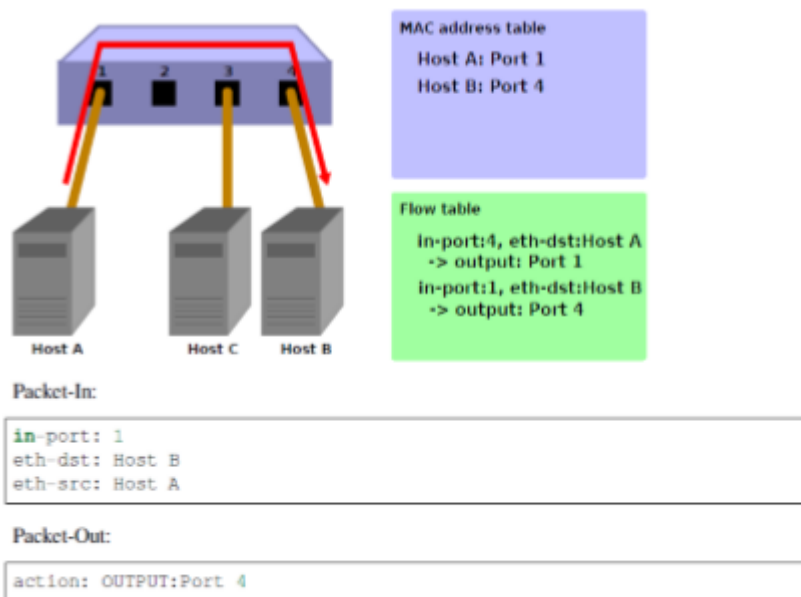 1 2 3 4
MAC address table
Host A: Port 1
Host B: Port 4
Flow table
in-port:4, eth-dst:Host A
-> output: Port 1
in-port:1, eth-dst:Host B
-> output: Port 4
Host A Host C Host B
Packet-In:
in-port: 1
eth-dst: Host B
eth-src: Host A
Packet-Out:
action: OUTPUT:Port 4